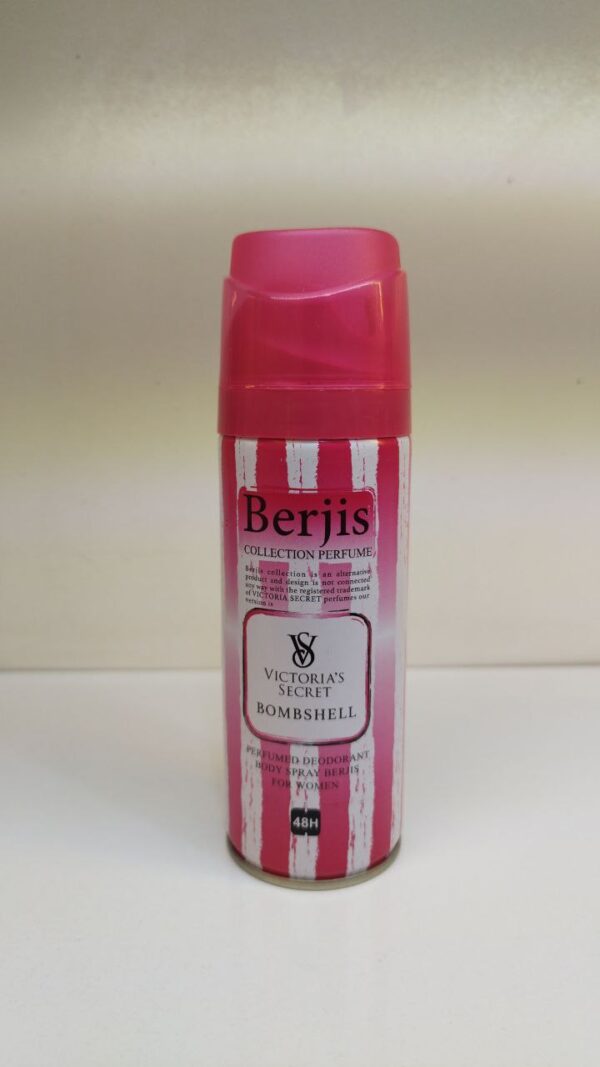 Berjis
COLLECTION PERFUME
Berjis collection is an alternative
product and design is not connected
any way with the registered trademark
of VICTORIA SECRET perfumes our
version is
VS
VICTORIA'S
SECRET
BOMBSHELL
PERFUMED DEODORANT
BODY SPRAY BERJIS
FOR WOMEN
48H